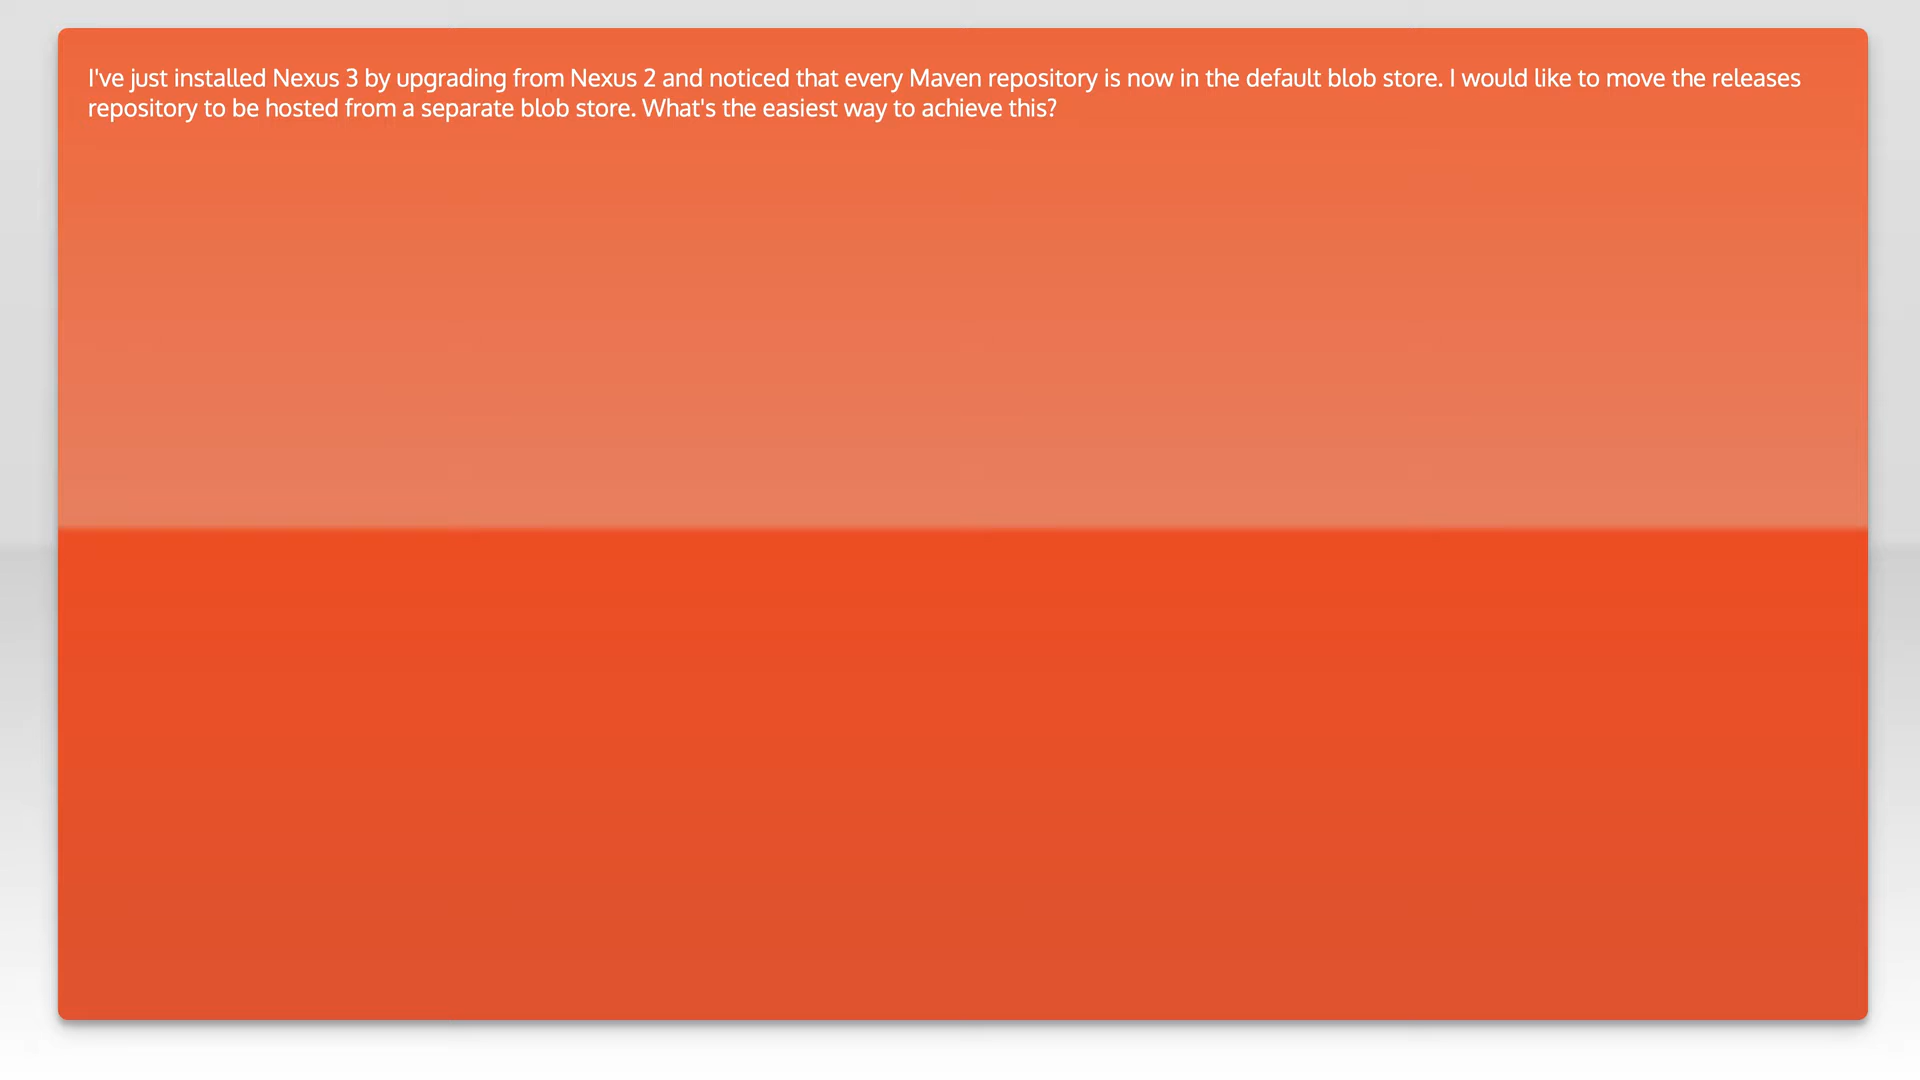 I've just installed Nexus 3 by upgrading from Nexus 2 and noticed that every Maven repository is now in the default blob store. I would like to move the releases
repository to be hosted from a separate blob store. What's the easiest way to achieve this?